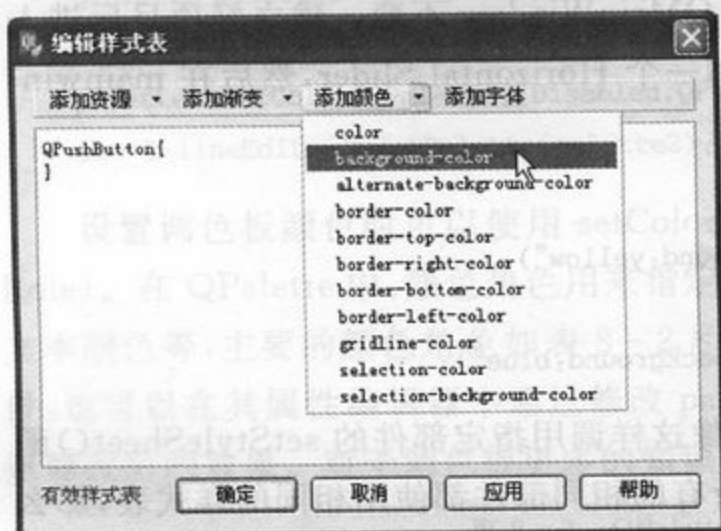 编辑样式表
添加资源 添加渐变 添加颜色 添加字体
QPushButton{
}
color
background-color
alternate-background-color
border-color
border-top-color
border-right-color
border-bottom-color
border-left-color
gridline-color
selection-color
selection-background-color
有效样式表 确定 取消 应用 帮助